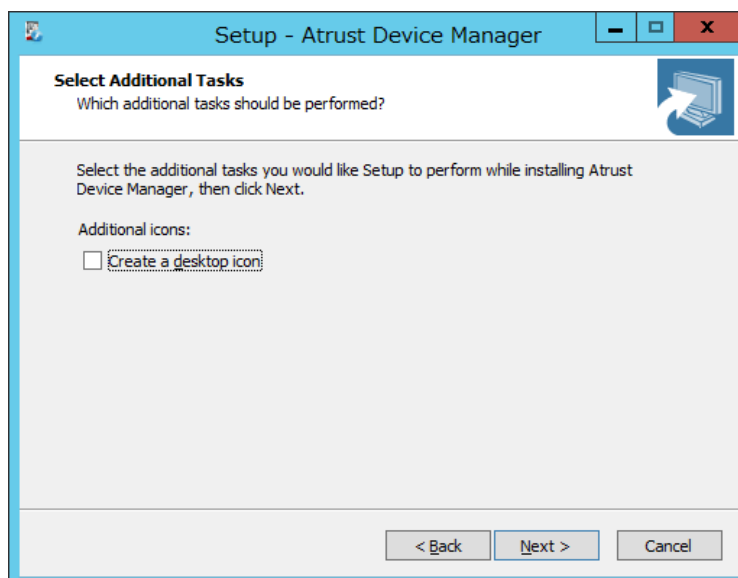 Setup - Atrust Device Manager
Select Additional Tasks
Which additional tasks should be performed?
Select the additional tasks you would like Setup to perform while installing Atrust
Device Manager, then click Next.
Additional icons:
Create a desktop icon
< Back
Next >
Cancel